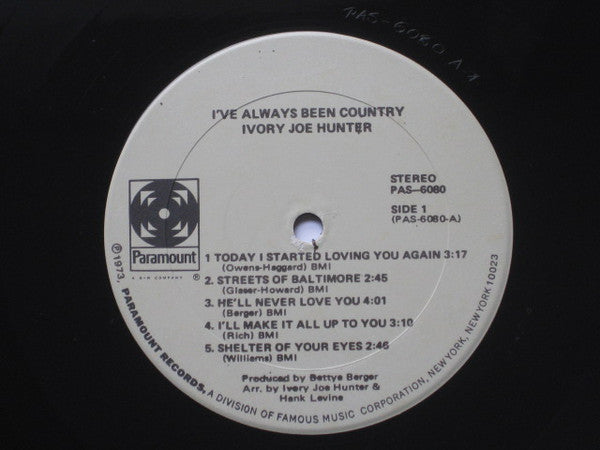 PAS-6080 A
I'VE ALWAYS BEEN COUNTRY
IVORY JOE HUNTER
STEREO
PAS-6080
SIDE 1
(PAS-6080-A)
Paramount
A G+W COMPANY ®
1 TODAY I STARTED LOVING YOU AGAIN 3:17
(Owens-Haggard) BMI
2. STREETS OF BALTIMORE 2:45
(Glaser-Howard) BMI
3. HE'LL NEVER LOVE YOU 4:01
(Berger) BMI
4. I'LL MAKE IT ALL UP TO YOU 3:10
(Rich) BMI
5. SHELTER OF YOUR EYES 2:46
(Williams) BMI
Produced by Bettye Berger
Arr. by Ivory Joe Hunter &
Hank Levine
℗1973, PARAMOUNT RECORDS, A DIVISION OF FAMOUS MUSIC CORPORATION, NEW YORK, NEW YORK 10023